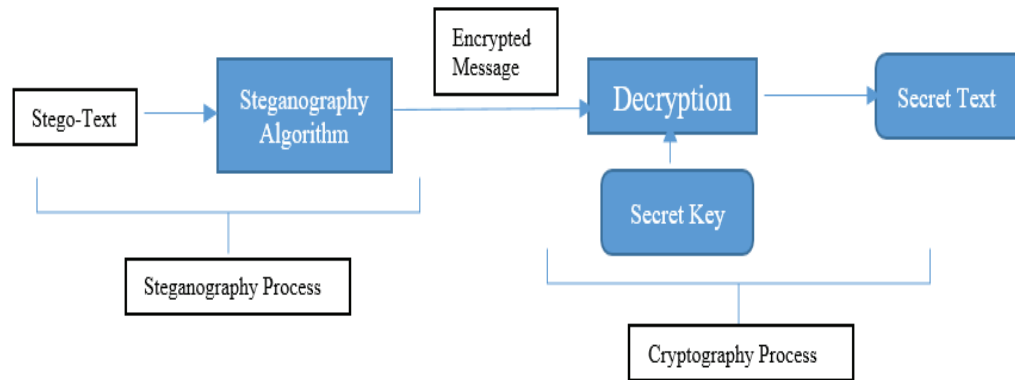 Encrypted
Message
Stego-Text
Steganography
Algorithm
Decryption
Secret Text
Secret Key
Steganography Process
Cryptography Process